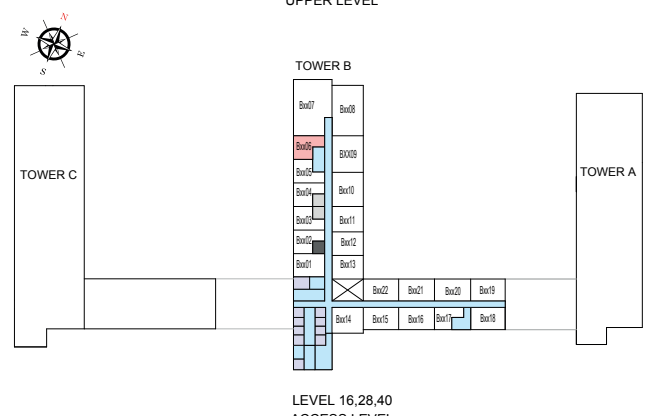 UPPER LEVEL
N
W
E
S
TOWER B
Bxx07
Bxx08
Bxx06
BXX09
Bxx05
TOWER C
TOWER A
Bxx04
Bxx10
Bxx03
Bxx11
Bxx02
Bxx12
Bxx01
Bxx13
Bxx22
Bxx21
Bxx20
Bxx19
Bxx14
Bxx15
Bxx16
Bxx17
Bxx18
LEVEL 16,28,40
ACCESS LEVEL